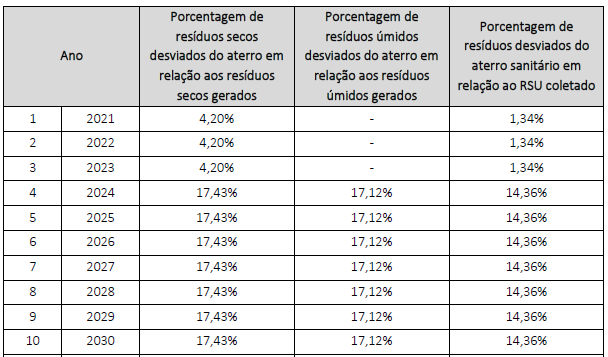 Ano
Porcentagem de
resíduos secos
desviados do aterro em
relação aos resíduos
secos gerados
Porcentagem de
resíduos úmidos
desviados do aterro em
relação aos resíduos
úmidos gerados
Porcentagem de
resíduos desviados do
aterro sanitário em
relação ao RSU coletado
1 2021 4,20% - 1,34%
2 2022 4,20% - 1,34%
3 2023 4,20% - 1,34%
4 2024 17,43% 17,12% 14,36%
5 2025 17,43% 17,12% 14,36%
6 2026 17,43% 17,12% 14,36%
7 2027 17,43% 17,12% 14,36%
8 2028 17,43% 17,12% 14,36%
9 2029 17,43% 17,12% 14,36%
10 2030 17,43% 17,12% 14,36%